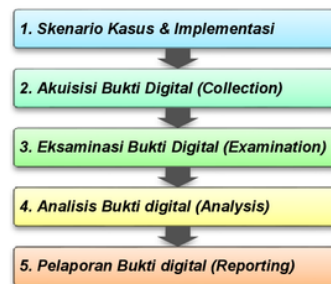 1. Skenario Kasus & Implementasi
2. Akuisisi Bukti Digital (Collection)
3. Eksaminasi Bukti Digital (Examination)
4. Analisis Bukti digital (Analysis)
5. Pelaporan Bukti digital (Reporting)